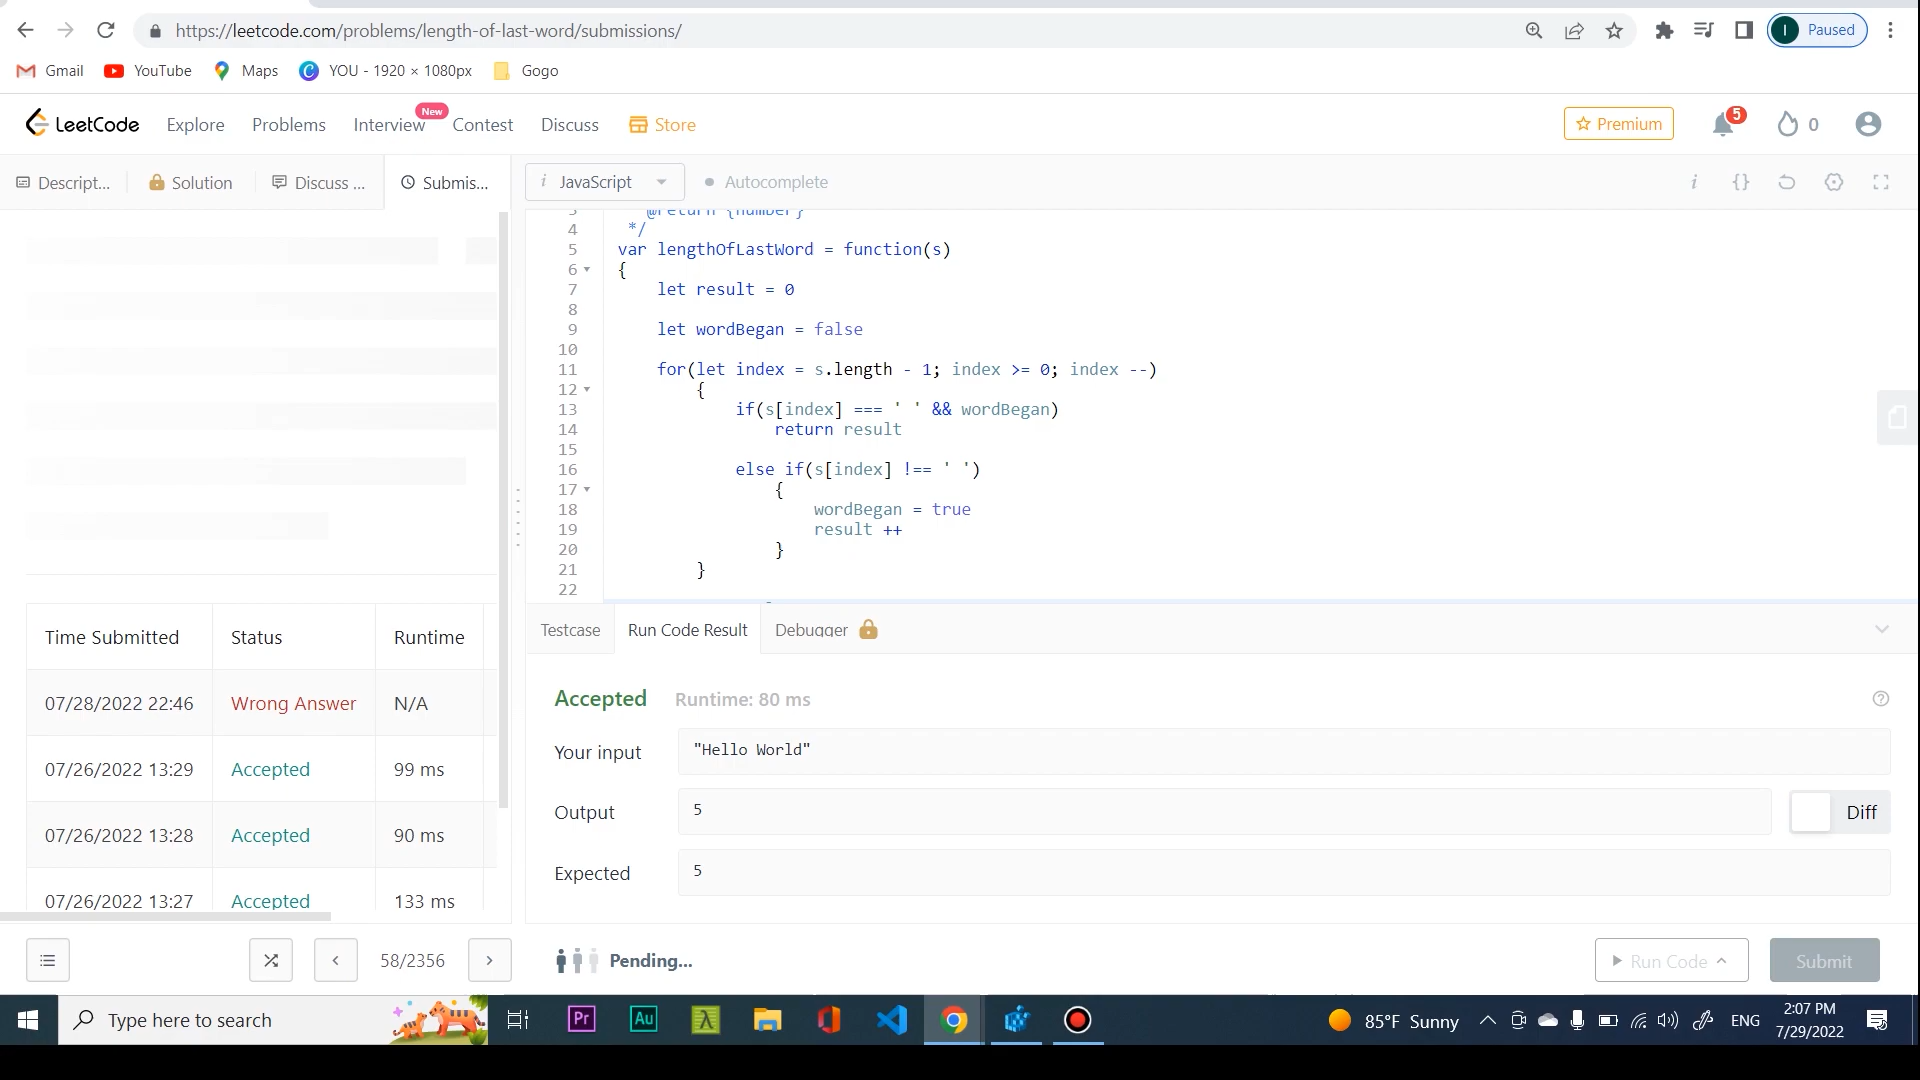 https://leetcode.com/problems/length-of-last-word/submissions/
I Paused
Gmail YouTube Maps YOU - 1920 × 1080px Gogo
LeetCode Explore Problems Interview New Contest Discuss Store Premium 5 0
Descript... Solution Discuss ... Submis... i JavaScript Autocomplete i {}
3 @return {number}
4 */
5 var lengthOfLastWord = function(s)
6 {
7 let result = 0
8
9 let wordBegan = false
10
11 for(let index = s.length - 1; index >= 0; index --)
12 {
13 if(s[index] === ' ' && wordBegan)
14 return result
15
16 else if(s[index] !== ' ')
17 {
18 wordBegan = true
19 result ++
20 }
21 }
22
Time Submitted Status Runtime
07/28/2022 22:46 Wrong Answer N/A
07/26/2022 13:29 Accepted 99 ms
07/26/2022 13:28 Accepted 90 ms
07/26/2022 13:27 Accepted 133 ms
Testcase Run Code Result Debugger
Accepted Runtime: 80 ms
Your input "Hello World"
Output 5 Diff
Expected 5
58/2356 Pending... Run Code Submit
Type here to search Pr Au 85°F Sunny ENG 2:07 PM
7/29/2022